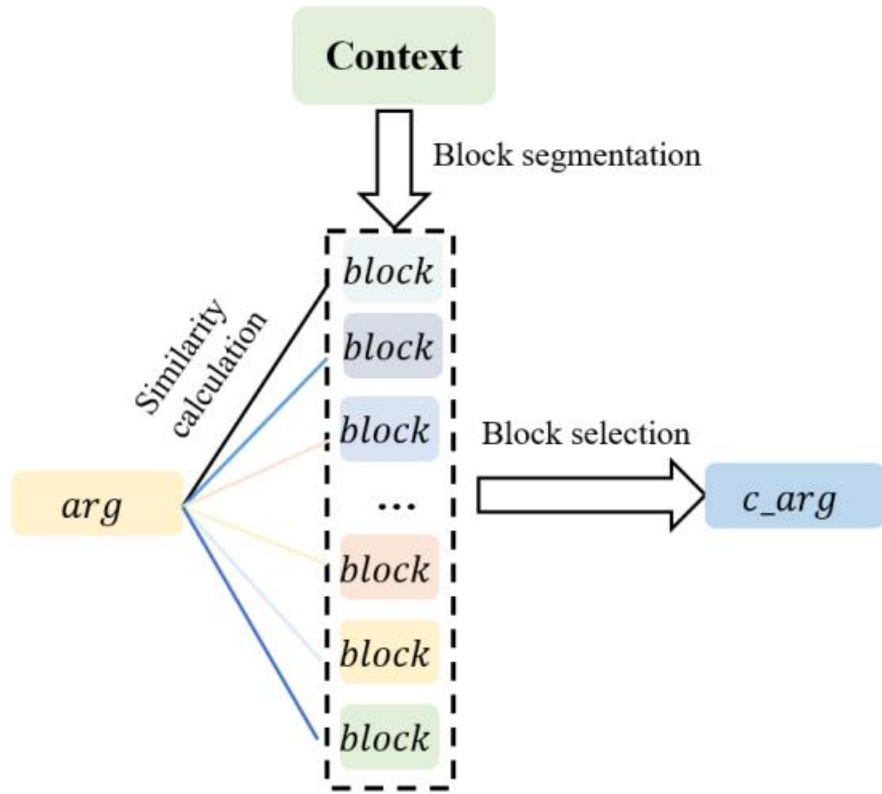 Context
Block segmentation
block
Similarity
calculation
block
block
Block selection
arg
...
c_arg
block
block
block